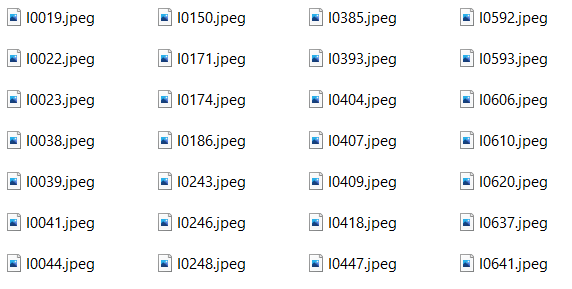 I0019.jpeg I0150.jpeg I0385.jpeg I0592.jpeg
I0022.jpeg I0171.jpeg I0393.jpeg I0593.jpeg
I0023.jpeg I0174.jpeg I0404.jpeg I0606.jpeg
I0038.jpeg I0186.jpeg I0407.jpeg I0610.jpeg
I0039.jpeg I0243.jpeg I0409.jpeg I0620.jpeg
I0041.jpeg I0246.jpeg I0418.jpeg I0637.jpeg
I0044.jpeg I0248.jpeg I0447.jpeg I0641.jpeg